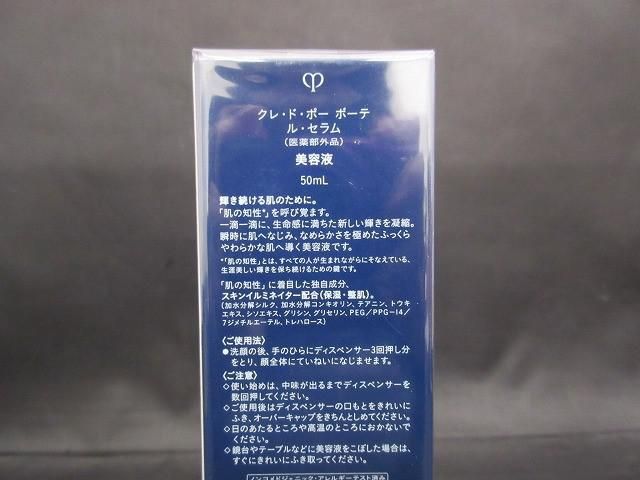 クレ・ド・ポー ボーテ
ル・セラム
(医薬部外品)
美容液
50mL
輝き続ける肌のために。
「肌の知性*」を呼び覚ます。
一滴一滴に、生命感に満ちた新しい輝きを凝縮。
瞬時に肌へなじみ、なめらかさを極めたふっくら
やわらかな肌へ導く美容液です。
*「肌の知性」とは、すべての人が生まれながらにそなえている、
生涯美しい輝きを保ち続けるための鍵です。
「肌の知性」に着目した独自成分、
スキンイルミネイター配合(保湿・整肌)。
(加水分解シルク、加水分解コンキオリン、テアニン、トウキ
エキス、シソエキス、グリシン、グリセリン、PEG/PPG-14/
7ジメチルエーテル、トレハロース)
〈ご使用法〉
●洗顔の後、手のひらにディスペンサー3回押し分
をとり、顔全体にていねいになじませます。
〈ご注意〉
◇使い始めは、中味が出るまでディスペンサーを
数回押してください。
◇ご使用後はディスペンサーの口もとをきれいに
ふき、オーバーキャップをきちんとしめてください。
◇日のあたるところや高温のところにおかないで
ください。
◇鏡台やテーブルなどに美容液をこぼした場合は、
すぐにきれいにふき取ってください。
ノンコメドジェニック・アレルギーテスト済み